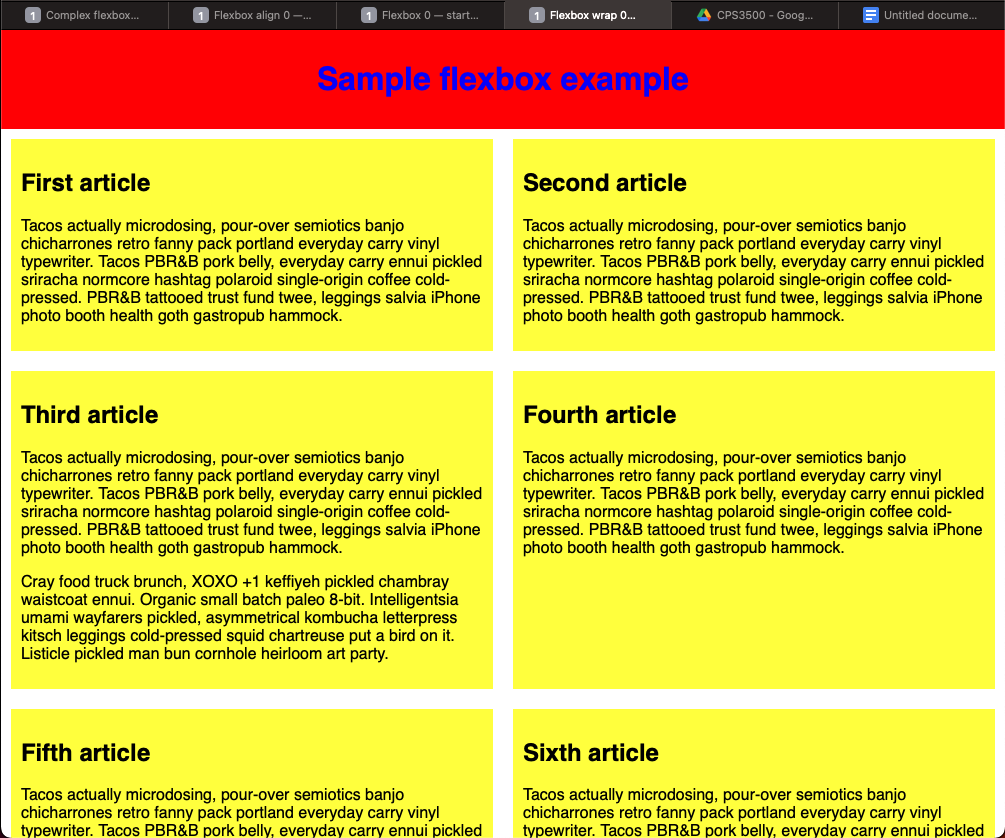 1 Complex flexbox...
1 Flexbox align 0 —...
1 Flexbox 0 — start...
1 Flexbox wrap 0...
CPS3500 - Goog...
Untitled docume...
Sample flexbox example
First article
Tacos actually microdosing, pour-over semiotics banjo
chicharrones retro fanny pack portland everyday carry vinyl
typewriter. Tacos PBR&B pork belly, everyday carry ennui pickled
sriracha normcore hashtag polaroid single-origin coffee cold-
pressed. PBR&B tattooed trust fund twee, leggings salvia iPhone
photo booth health goth gastropub hammock.
Second article
Tacos actually microdosing, pour-over semiotics banjo
chicharrones retro fanny pack portland everyday carry vinyl
typewriter. Tacos PBR&B pork belly, everyday carry ennui pickled
sriracha normcore hashtag polaroid single-origin coffee cold-
pressed. PBR&B tattooed trust fund twee, leggings salvia iPhone
photo booth health goth gastropub hammock.
Third article
Tacos actually microdosing, pour-over semiotics banjo
chicharrones retro fanny pack portland everyday carry vinyl
typewriter. Tacos PBR&B pork belly, everyday carry ennui pickled
sriracha normcore hashtag polaroid single-origin coffee cold-
pressed. PBR&B tattooed trust fund twee, leggings salvia iPhone
photo booth health goth gastropub hammock.
Cray food truck brunch, XOXO +1 keffiyeh pickled chambray
waistcoat ennui. Organic small batch paleo 8-bit. Intelligentsia
umami wayfarers pickled, asymmetrical kombucha letterpress
kitsch leggings cold-pressed squid chartreuse put a bird on it.
Listicle pickled man bun cornhole heirloom art party.
Fourth article
Tacos actually microdosing, pour-over semiotics banjo
chicharrones retro fanny pack portland everyday carry vinyl
typewriter. Tacos PBR&B pork belly, everyday carry ennui pickled
sriracha normcore hashtag polaroid single-origin coffee cold-
pressed. PBR&B tattooed trust fund twee, leggings salvia iPhone
photo booth health goth gastropub hammock.
Fifth article
Tacos actually microdosing, pour-over semiotics banjo
chicharrones retro fanny pack portland everyday carry vinyl
typewriter. Tacos PBR&B pork belly, everyday carry ennui pickled
Sixth article
Tacos actually microdosing, pour-over semiotics banjo
chicharrones retro fanny pack portland everyday carry vinyl
typewriter. Tacos PBR&B pork belly, everyday carry ennui pickled